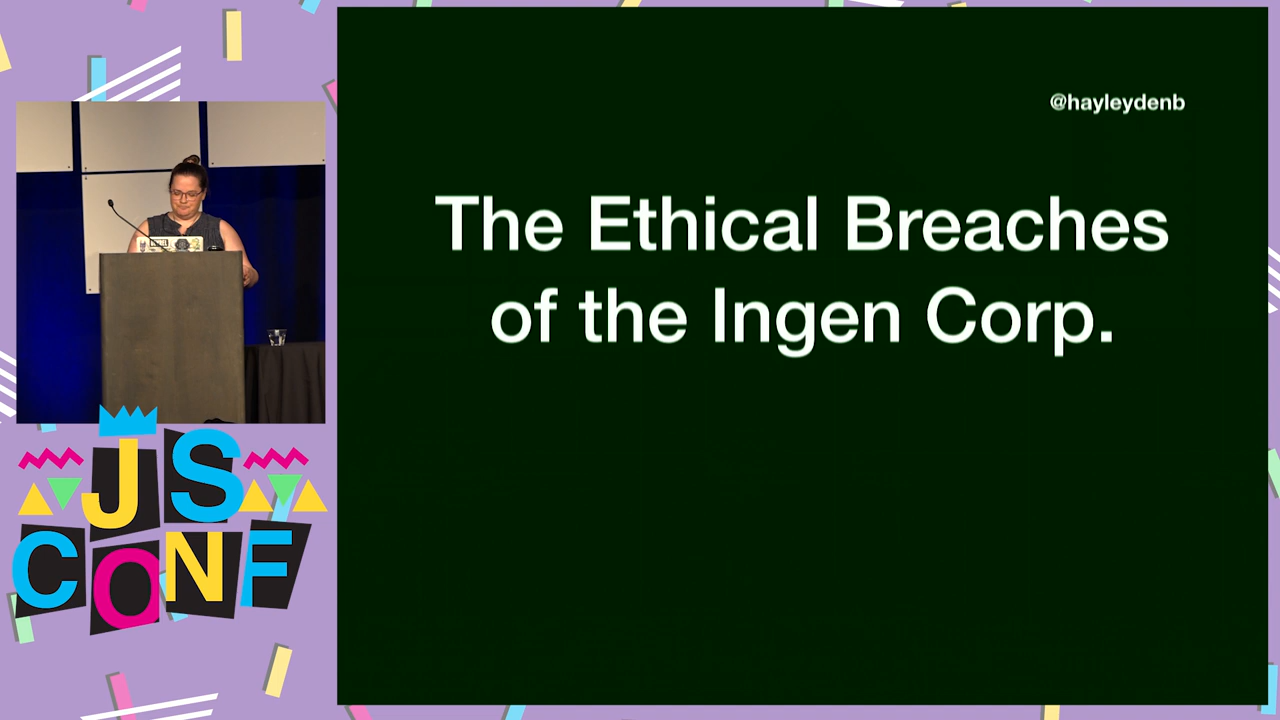 @hayleydenb
The Ethical Breaches
of the Ingen Corp.
JS
CONF